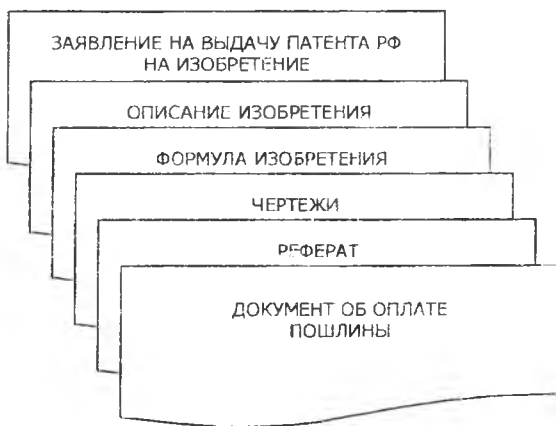 ЗАЯВЛЕНИЕ НА ВЫДАЧУ ПАТЕНТА РФ
НА ИЗОБРЕТЕНИЕ
ОПИСАНИЕ ИЗОБРЕТЕНИЯ
ФОРМУЛА ИЗОБРЕТЕНИЯ
ЧЕРТЕЖИ
РЕФЕРАТ
ДОКУМЕНТ ОБ ОПЛАТЕ
ПОШЛИНЫ